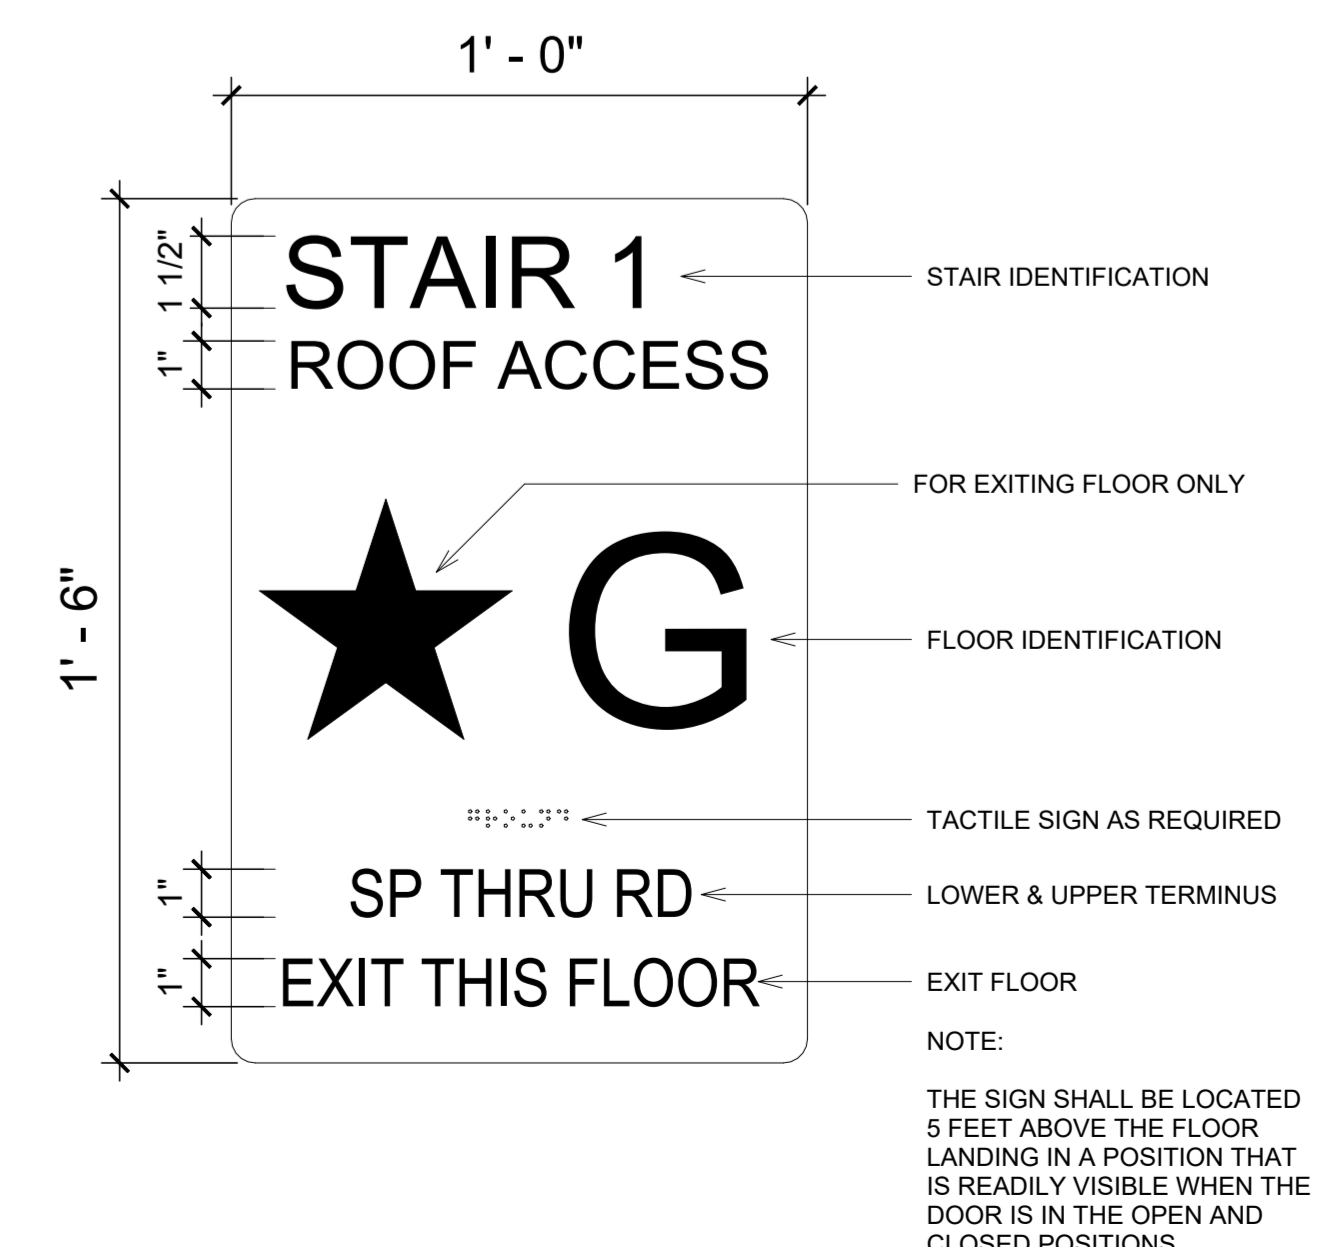 1' - 0"
1' - 6"
1 1/2"
STAIR 1
STAIR IDENTIFICATION
1"
ROOF ACCESS
FOR EXITING FLOOR ONLY
G
FLOOR IDENTIFICATION
TACTILE SIGN AS REQUIRED
1"
SP THRU RD
LOWER & UPPER TERMINUS
1"
EXIT THIS FLOOR
EXIT FLOOR
NOTE:
THE SIGN SHALL BE LOCATED
5 FEET ABOVE THE FLOOR
LANDING IN A POSITION THAT
IS READILY VISIBLE WHEN THE
DOOR IS IN THE OPEN AND
CLOSED POSITIONS